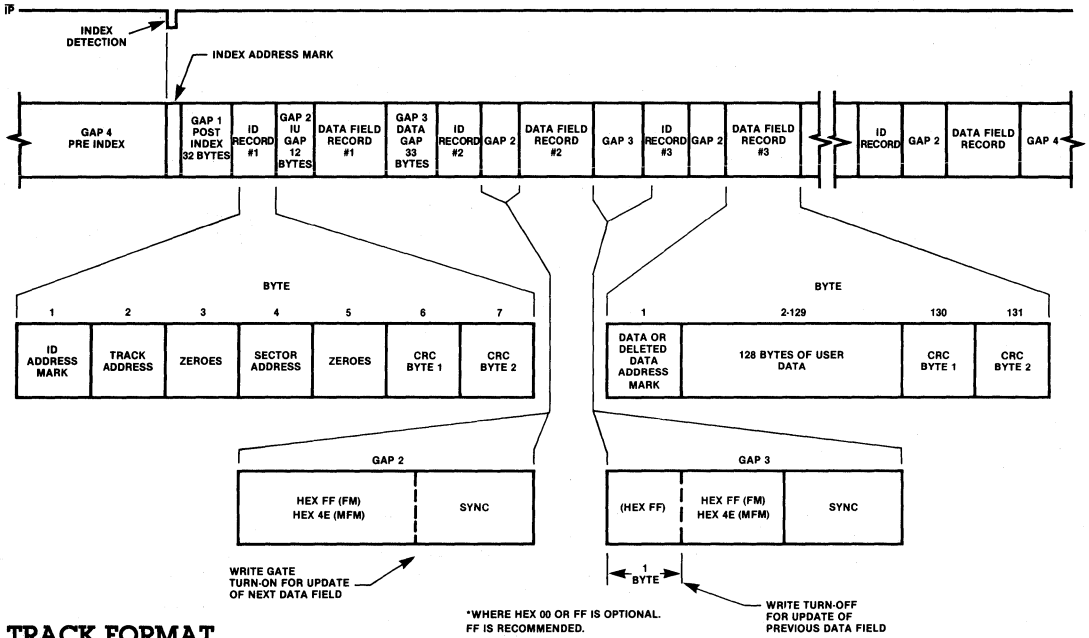 IP
INDEX
DETECTION
INDEX ADDRESS MARK
GAP 4
PRE INDEX
GAP 1
POST
INDEX
32 BYTES
ID
RECORD
#1
GAP 2
IU
GAP
12
BYTES
DATA FIELD
RECORD
#1
GAP 3
DATA
GAP
33
BYTES
ID
RECORD
#2
GAP 2
DATA FIELD
RECORD
#2
GAP 3
ID
RECORD
#3
GAP 2
DATA FIELD
RECORD
#3
ID
RECORD
GAP 2
DATA FIELD
RECORD
GAP 4
BYTE
1 2 3 4 5 6 7
ID
ADDRESS
MARK
TRACK
ADDRESS
ZEROES
SECTOR
ADDRESS
ZEROES
CRC
BYTE 1
CRC
BYTE 2
BYTE
1 2-129 130 131
DATA OR
DELETED
DATA
ADDRESS
MARK
128 BYTES OF USER
DATA
CRC
BYTE 1
CRC
BYTE 2
GAP 2
HEX FF (FM)
HEX 4E (MFM)
SYNC
WRITE GATE
TURN-ON FOR UPDATE
OF NEXT DATA FIELD
GAP 3
(HEX FF)
HEX FF (FM)
HEX 4E (MFM)
SYNC
1
BYTE
WRITE TURN-OFF
FOR UPDATE OF
PREVIOUS DATA FIELD
*WHERE HEX 00 OR FF IS OPTIONAL.
FF IS RECOMMENDED.
TRACK FORMAT